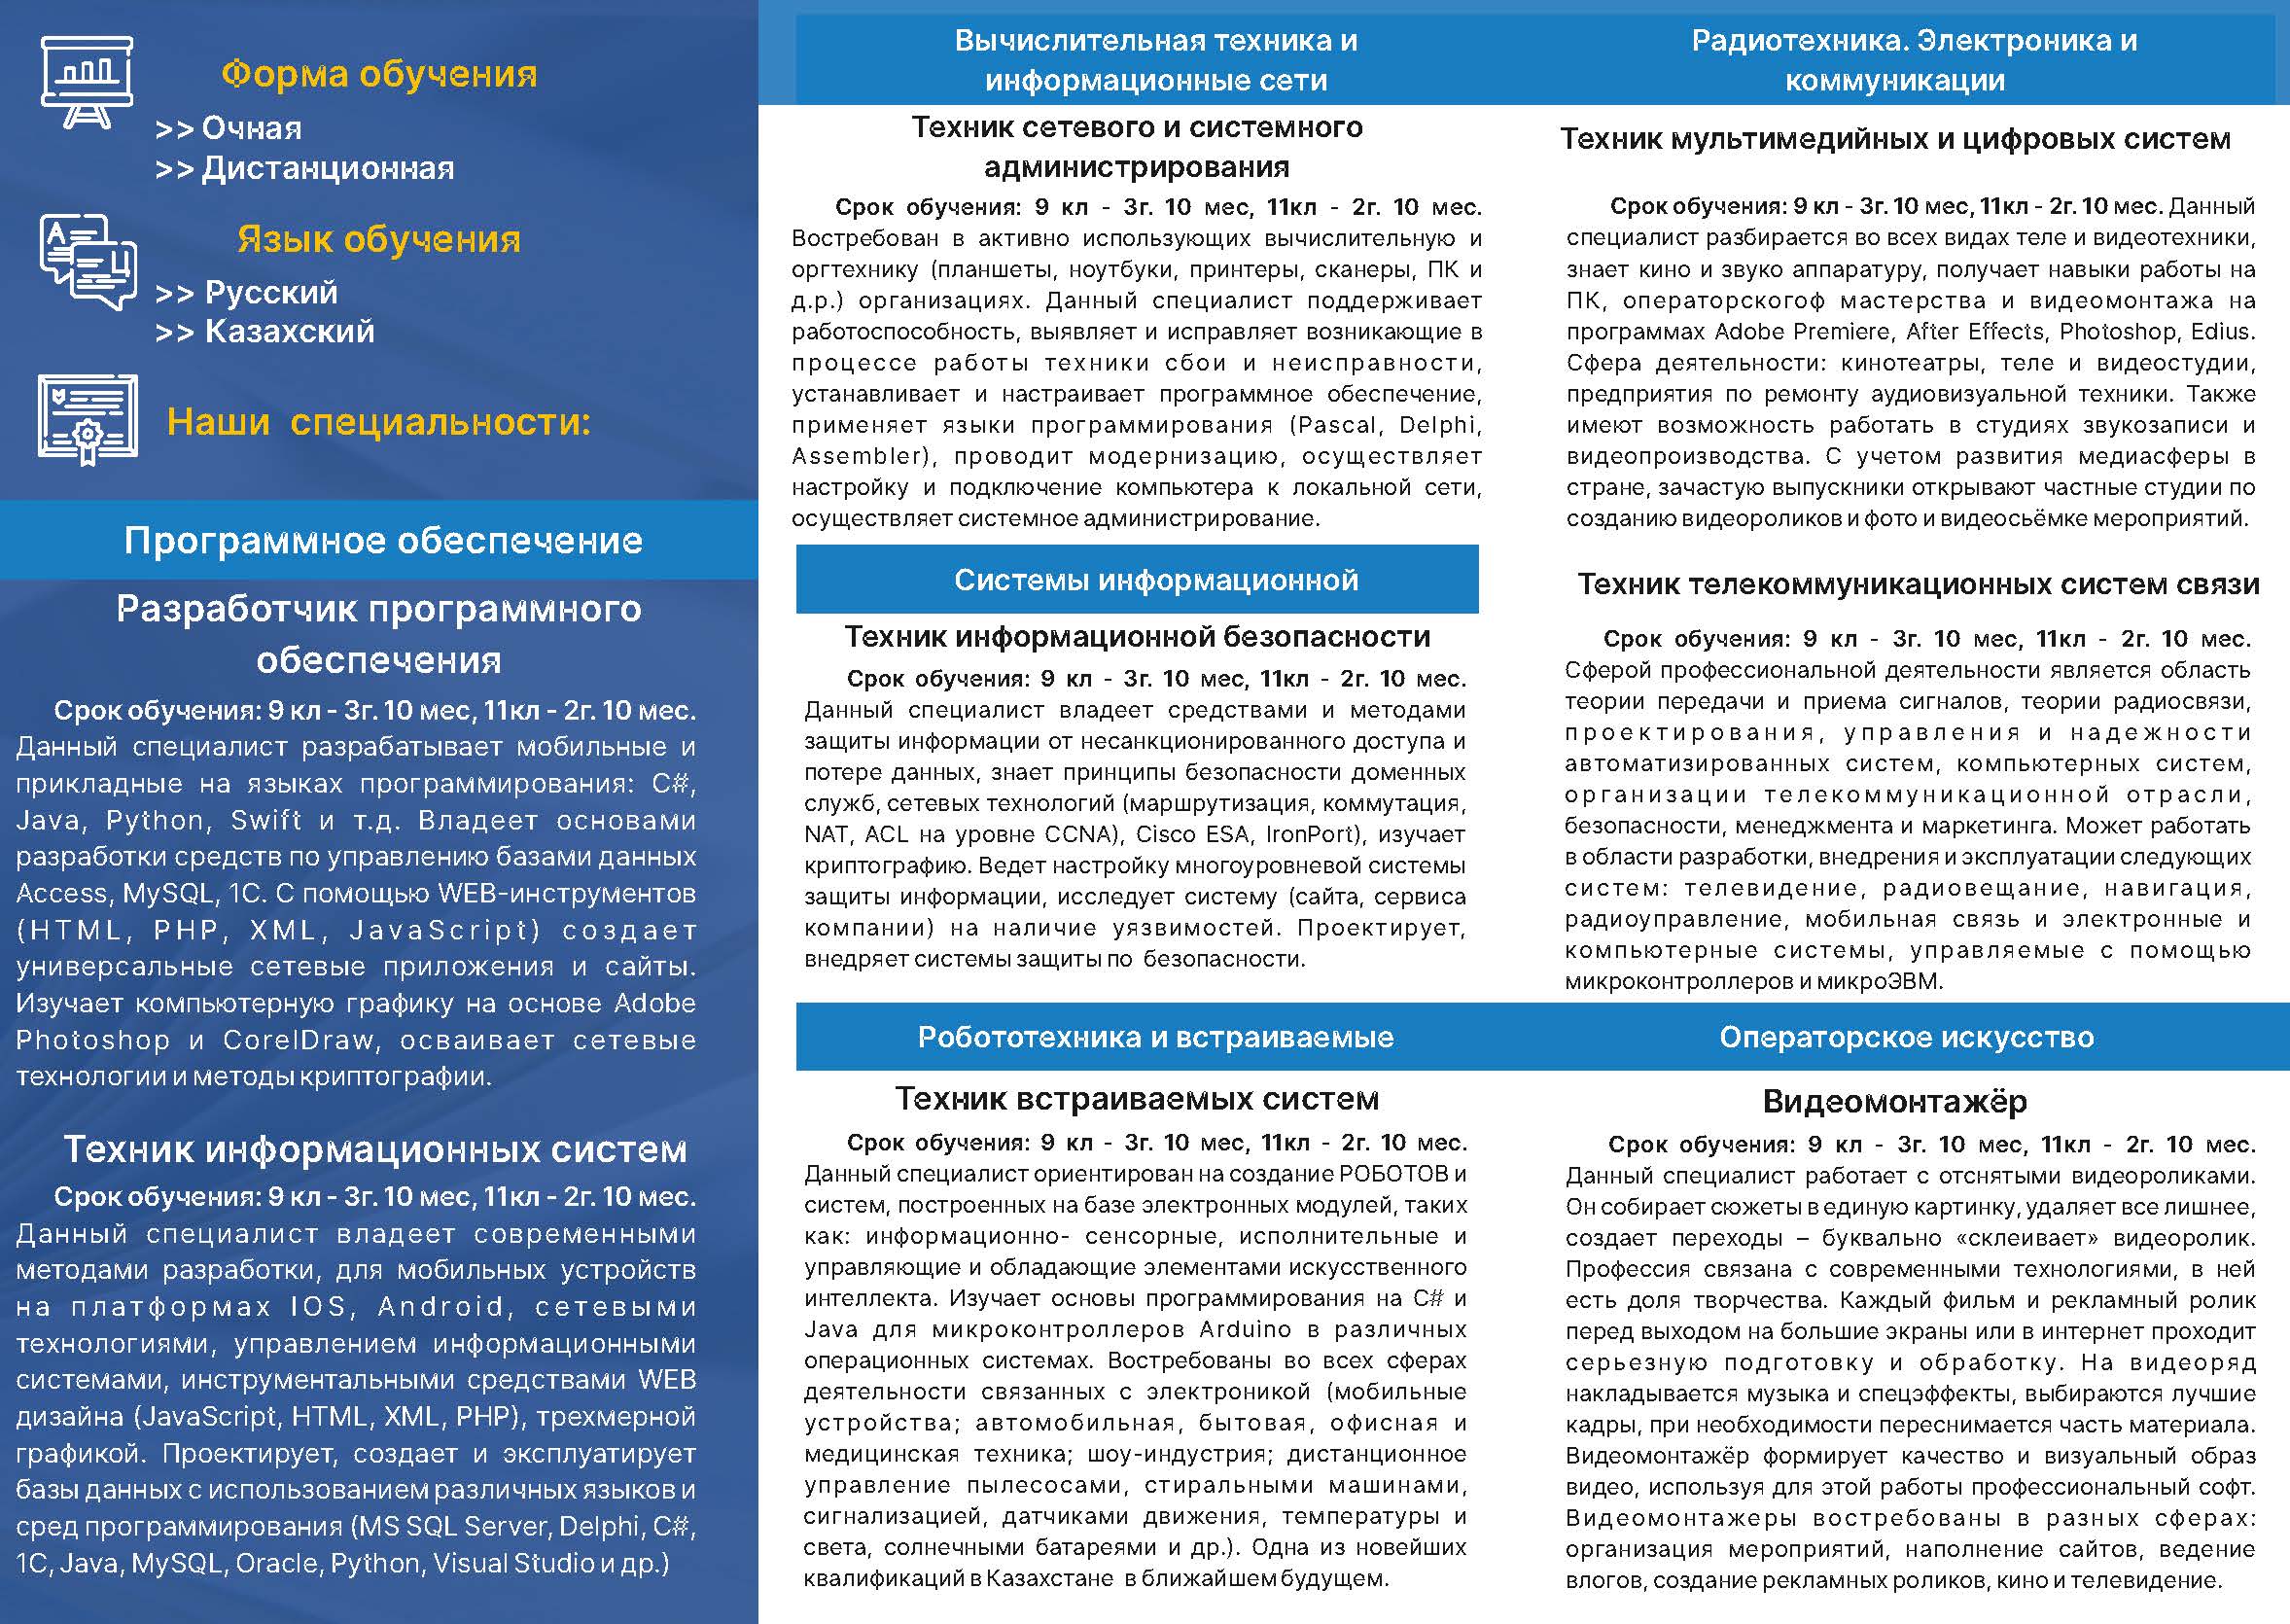 Форма обучения
>> Очная
>> Дистанционная
Язык обучения
>> Русский
>> Казахский
Наши специальности:
Программное обеспечение
Разработчик программного
обеспечения
Срок обучения: 9 кл - 3г. 10 мес, 11кл - 2г. 10 мес.
Данный специалист разрабатывает мобильные и
прикладные на языках программирования: C#,
Java, Python, Swift и т.д. Владеет основами
разработки средств по управлению базами данных
Access, MySQL, 1C. С помощью WEB-инструментов
(HTML, PHP, XML, JavaScript) создает
универсальные сетевые приложения и сайты.
Изучает компьютерную графику на основе Adobe
Photoshop и CorelDraw, осваивает сетевые
технологии и методы криптографии.
Техник информационных систем
Срок обучения: 9 кл - 3г. 10 мес, 11кл - 2г. 10 мес.
Данный специалист владеет современными
методами разработки, для мобильных устройств
на платформах IOS, Android, сетевыми
технологиями, управлением информационными
системами, инструментальными средствами WEB
дизайна (JavaScript, HTML, XML, PHP), трехмерной
графикой. Проектирует, создает и эксплуатирует
базы данных с использованием различных языков и
сред программирования (MS SQL Server, Delphi, C#,
1C, Java, MySQL, Oracle, Python, Visual Studio и др.)
Вычислительная техника и
информационные сети
Техник сетевого и системного
администрирования
Срок обучения: 9 кл - 3г. 10 мес, 11кл - 2г. 10 мес.
Востребован в активно использующих вычислительную и
оргтехнику (планшеты, ноутбуки, принтеры, сканеры, ПК и
д.р.) организациях. Данный специалист поддерживает
работоспособность, выявляет и исправляет возникающие в
процессе работы техники сбои и неисправности,
устанавливает и настраивает программное обеспечение,
применяет языки программирования (Pascal, Delphi,
Assembler), проводит модернизацию, осуществляет
настройку и подключение компьютера к локальной сети,
осуществляет системное администрирование.
Системы информационной
Техник информационной безопасности
Срок обучения: 9 кл - 3г. 10 мес, 11кл - 2г. 10 мес.
Данный специалист владеет средствами и методами
защиты информации от несанкционированного доступа и
потере данных, знает принципы безопасности доменных
служб, сетевых технологий (маршрутизация, коммутация,
NAT, ACL на уровне CCNA), Cisco ESA, IronPort), изучает
криптографию. Ведет настройку многоуровневой системы
защиты информации, исследует систему (сайта, сервиса
компании) на наличие уязвимостей. Проектирует,
внедряет системы защиты по безопасности.
Робототехника и встраиваемые
Техник встраиваемых систем
Срок обучения: 9 кл - 3г. 10 мес, 11кл - 2г. 10 мес.
Данный специалист ориентирован на создание РОБОТОВ и
систем, построенных на базе электронных модулей, таких
как: информационно- сенсорные, исполнительные и
управляющие и обладающие элементами искусственного
интеллекта. Изучает основы программирования на C# и
Java для микроконтроллеров Arduino в различных
операционных системах. Востребованы во всех сферах
деятельности связанных с электроникой (мобильные
устройства; автомобильная, бытовая, офисная и
медицинская техника; шоу-индустрия; дистанционное
управление пылесосами, стиральными машинами,
сигнализацией, датчиками движения, температуры и
света, солнечными батареями и др.). Одна из новейших
квалификаций в Казахстане в ближайшем будущем.
Радиотехника. Электроника и
коммуникации
Техник мультимедийных и цифровых систем
Срок обучения: 9 кл - 3г. 10 мес, 11кл - 2г. 10 мес. Данный
специалист разбирается во всех видах теле и видеотехники,
знает кино и звуко аппаратуру, получает навыки работы на
ПК, операторскогоф мастерства и видеомонтажа на
программах Adobe Premiere, After Effects, Photoshop, Edius.
Сфера деятельности: кинотеатры, теле и видеостудии,
предприятия по ремонту аудиовизуальной техники. Также
имеют возможность работать в студиях звукозаписи и
видеопроизводства. С учетом развития медиасферы в
стране, зачастую выпускники открывают частные студии по
созданию видеороликов и фото и видеосьёмке мероприятий.
Техник телекоммуникационных систем связи
Срок обучения: 9 кл - 3г. 10 мес, 11кл - 2г. 10 мес.
Сферой профессиональной деятельности является область
теории передачи и приема сигналов, теории радиосвязи,
проектирования, управления и надежности
автоматизированных систем, компьютерных систем,
организации телекоммуникационной отрасли,
безопасности, менеджмента и маркетинга. Может работать
в области разработки, внедрения и эксплуатации следующих
систем: телевидение, радиовещание, навигация,
радиоуправление, мобильная связь и электронные и
компьютерные системы, управляемые с помощью
микроконтроллеров и микроЭВМ.
Операторское искусство
Видеомонтажёр
Срок обучения: 9 кл - 3г. 10 мес, 11кл - 2г. 10 мес.
Данный специалист работает с отснятыми видеороликами.
Он собирает сюжеты в единую картинку, удаляет все лишнее,
создает переходы – буквально «склеивает» видеоролик.
Профессия связана с современными технологиями, в ней
есть доля творчества. Каждый фильм и рекламный ролик
перед выходом на большие экраны или в интернет проходит
серьезную подготовку и обработку. На видеоряд
накладывается музыка и спецэффекты, выбираются лучшие
кадры, при необходимости переснимается часть материала.
Видеомонтажёр формирует качество и визуальный образ
видео, используя для этой работы профессиональный софт.
Видеомонтажеры востребованы в разных сферах:
организация мероприятий, наполнение сайтов, ведение
влогов, создание рекламных роликов, кино и телевидение.